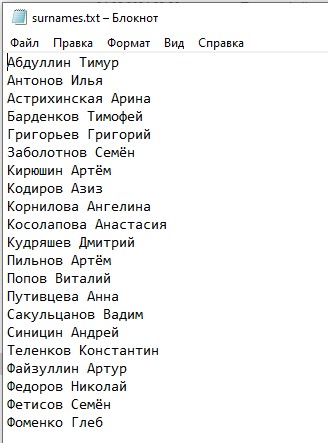 surnames.txt – Блокнот
Файл Правка Формат Вид Справка
Абдуллин Тимур
Антонов Илья
Астрихинская Арина
Барденков Тимофей
Григорьев Григорий
Заболотнов Семён
Кирюшин Артём
Кодиров Азиз
Корнилова Ангелина
Косолапова Анастасия
Кудряшев Дмитрий
Пильнов Артём
Попов Виталий
Путивцева Анна
Сакульцанов Вадим
Синицин Андрей
Теленков Константин
Файзуллин Артур
Федоров Николай
Фетисов Семён
Фоменко Глеб